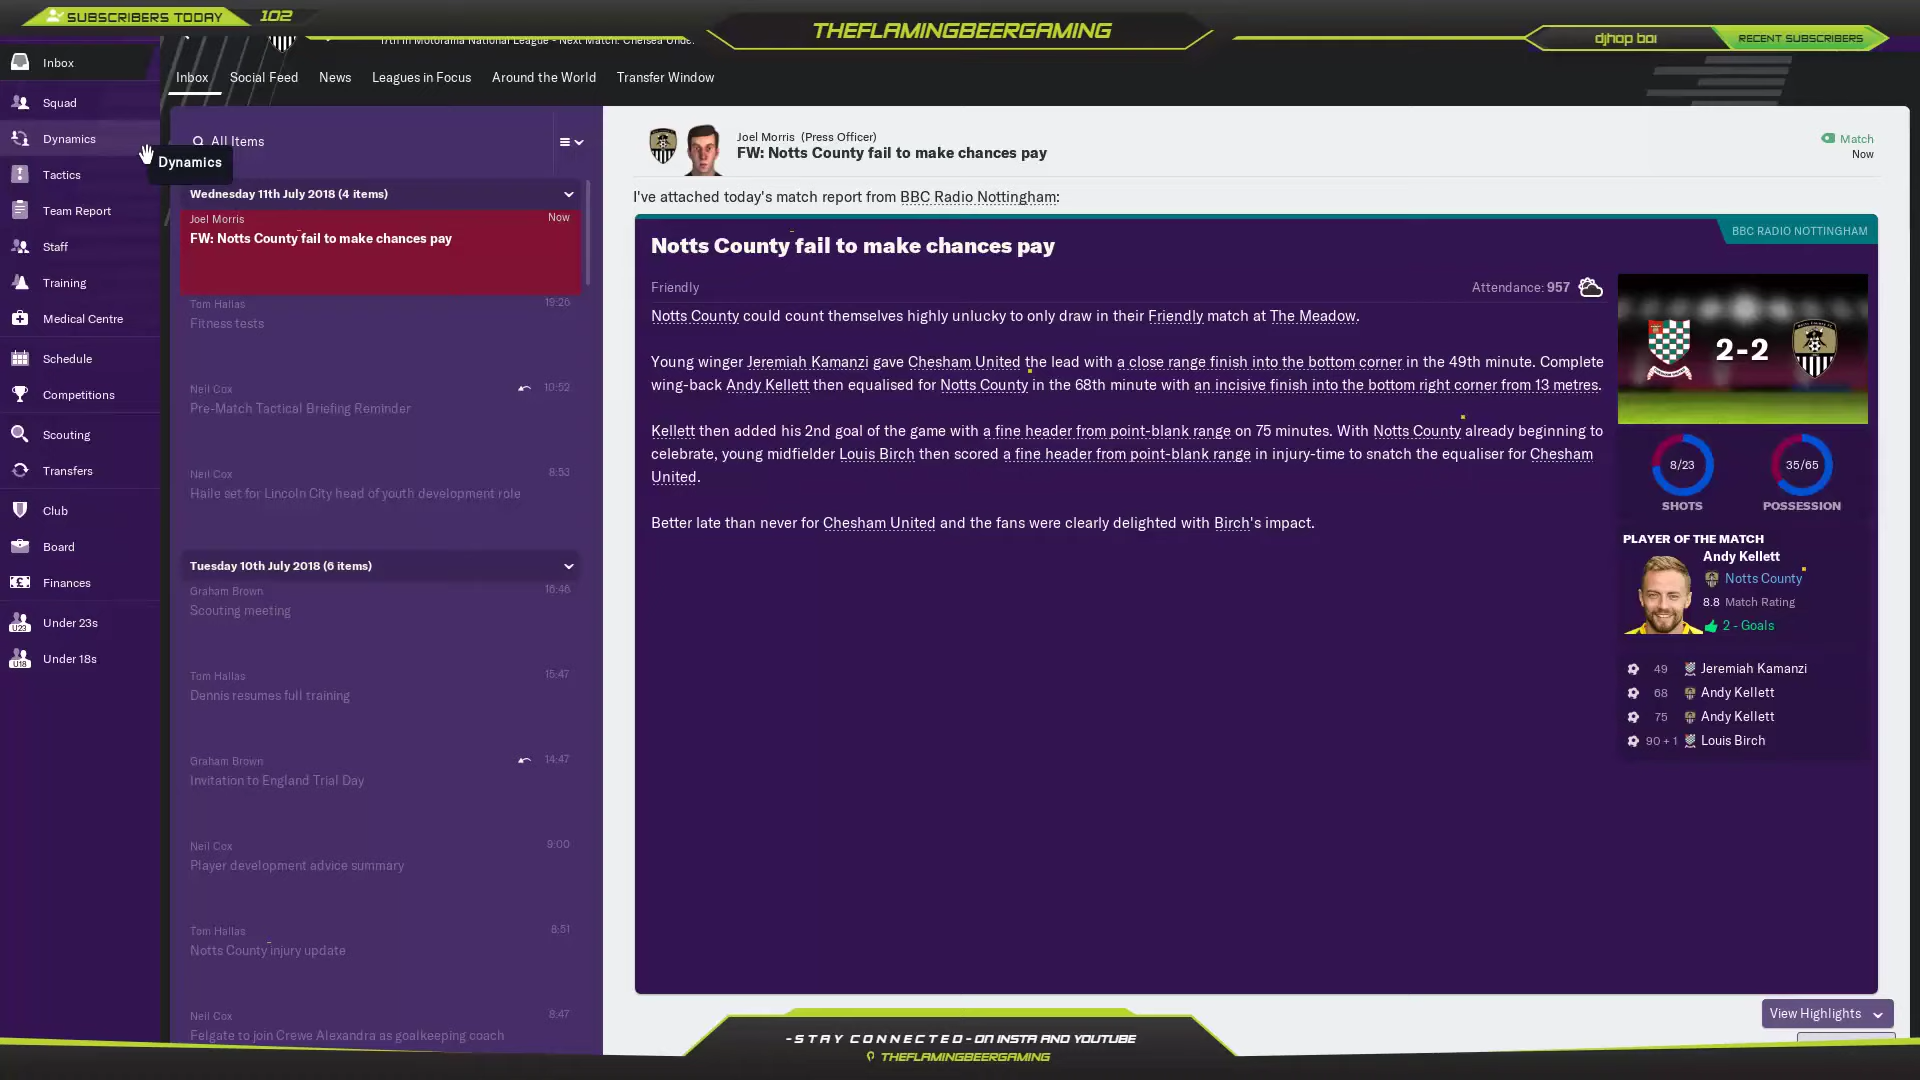 SUBSCRIBERS TODAY 102
THEFLAMINGBEERGAMING
djhop boi RECENT SUBSCRIBERS
17th in Motorama National League - Next Match: Chelsea Under
Inbox
Squad
Dynamics
Tactics
Team Report
Staff
Training
Medical Centre
Schedule
Competitions
Scouting
Transfers
Club
Board
Finances
U23 Under 23s
U18 Under 18s
Dynamics
Inbox Social Feed News Leagues in Focus Around the World Transfer Window
All Items
Wednesday 11th July 2018 (4 items)
Joel Morris Now
FW: Notts County fail to make chances pay
Tom Hallas 19:26
Fitness tests
Neil Cox 10:52
Pre-Match Tactical Briefing Reminder
Neil Cox 8:53
Haile set for Lincoln City head of youth development role
Tuesday 10th July 2018 (6 items)
Graham Brown 16:46
Scouting meeting
Tom Hallas 15:47
Dennis resumes full training
Graham Brown 14:47
Invitation to England Trial Day
Neil Cox 9:00
Player development advice summary
Tom Hallas 8:51
Notts County injury update
Neil Cox 8:47
Felgate to join Crewe Alexandra as goalkeeping coach
Joel Morris (Press Officer)
FW: Notts County fail to make chances pay
Match
Now
I've attached today's match report from BBC Radio Nottingham:
BBC RADIO NOTTINGHAM
Notts County fail to make chances pay
Friendly Attendance: 957
Notts County could count themselves highly unlucky to only draw in their Friendly match at The Meadow.
Young winger Jeremiah Kamanzi gave Chesham United the lead with a close range finish into the bottom corner in the 49th minute. Complete
wing-back Andy Kellett then equalised for Notts County in the 68th minute with an incisive finish into the bottom right corner from 13 metres.
Kellett then added his 2nd goal of the game with a fine header from point-blank range on 75 minutes. With Notts County already beginning to
celebrate, young midfielder Louis Birch then scored a fine header from point-blank range in injury-time to snatch the equaliser for Chesham
United.
Better late than never for Chesham United and the fans were clearly delighted with Birch's impact.
2-2
8/23 35/65
SHOTS POSSESSION
PLAYER OF THE MATCH
Andy Kellett
Notts County
8.8 Match Rating
2 - Goals
49 Jeremiah Kamanzi
68 Andy Kellett
75 Andy Kellett
90 + 1 Louis Birch
View Highlights
- STAY CONNECTED - ON INSTA AND YOUTUBE
THEFLAMINGBEERGAMING